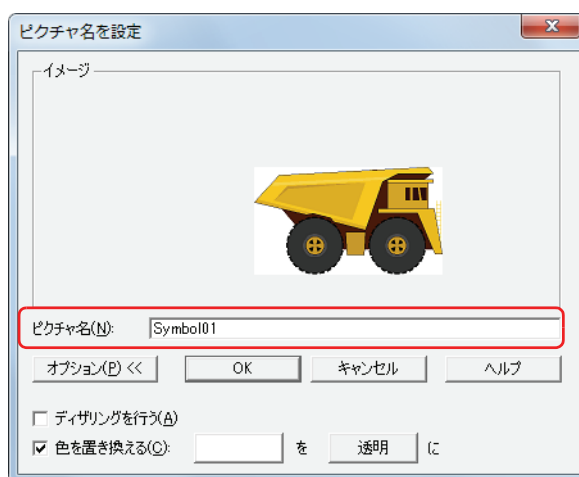 ピクチャ名を設定
イメージ
ピクチャ名(N): Symbol01
オプション(P) << OK キャンセル ヘルプ
ディザリングを行う(A)
色を置き換える(C): を 透明 に